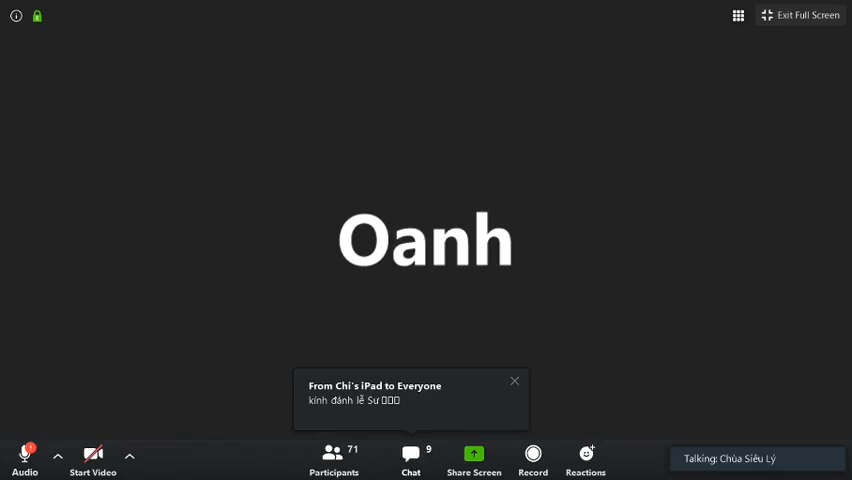 Exit Full Screen
Oanh
From Chi's iPad to Everyone
kính đánh lễ Sư
71
9
Audio
Start Video
Participants
Chat
Share Screen
Record
Reactions
Talking: Chùa Siêu Lý